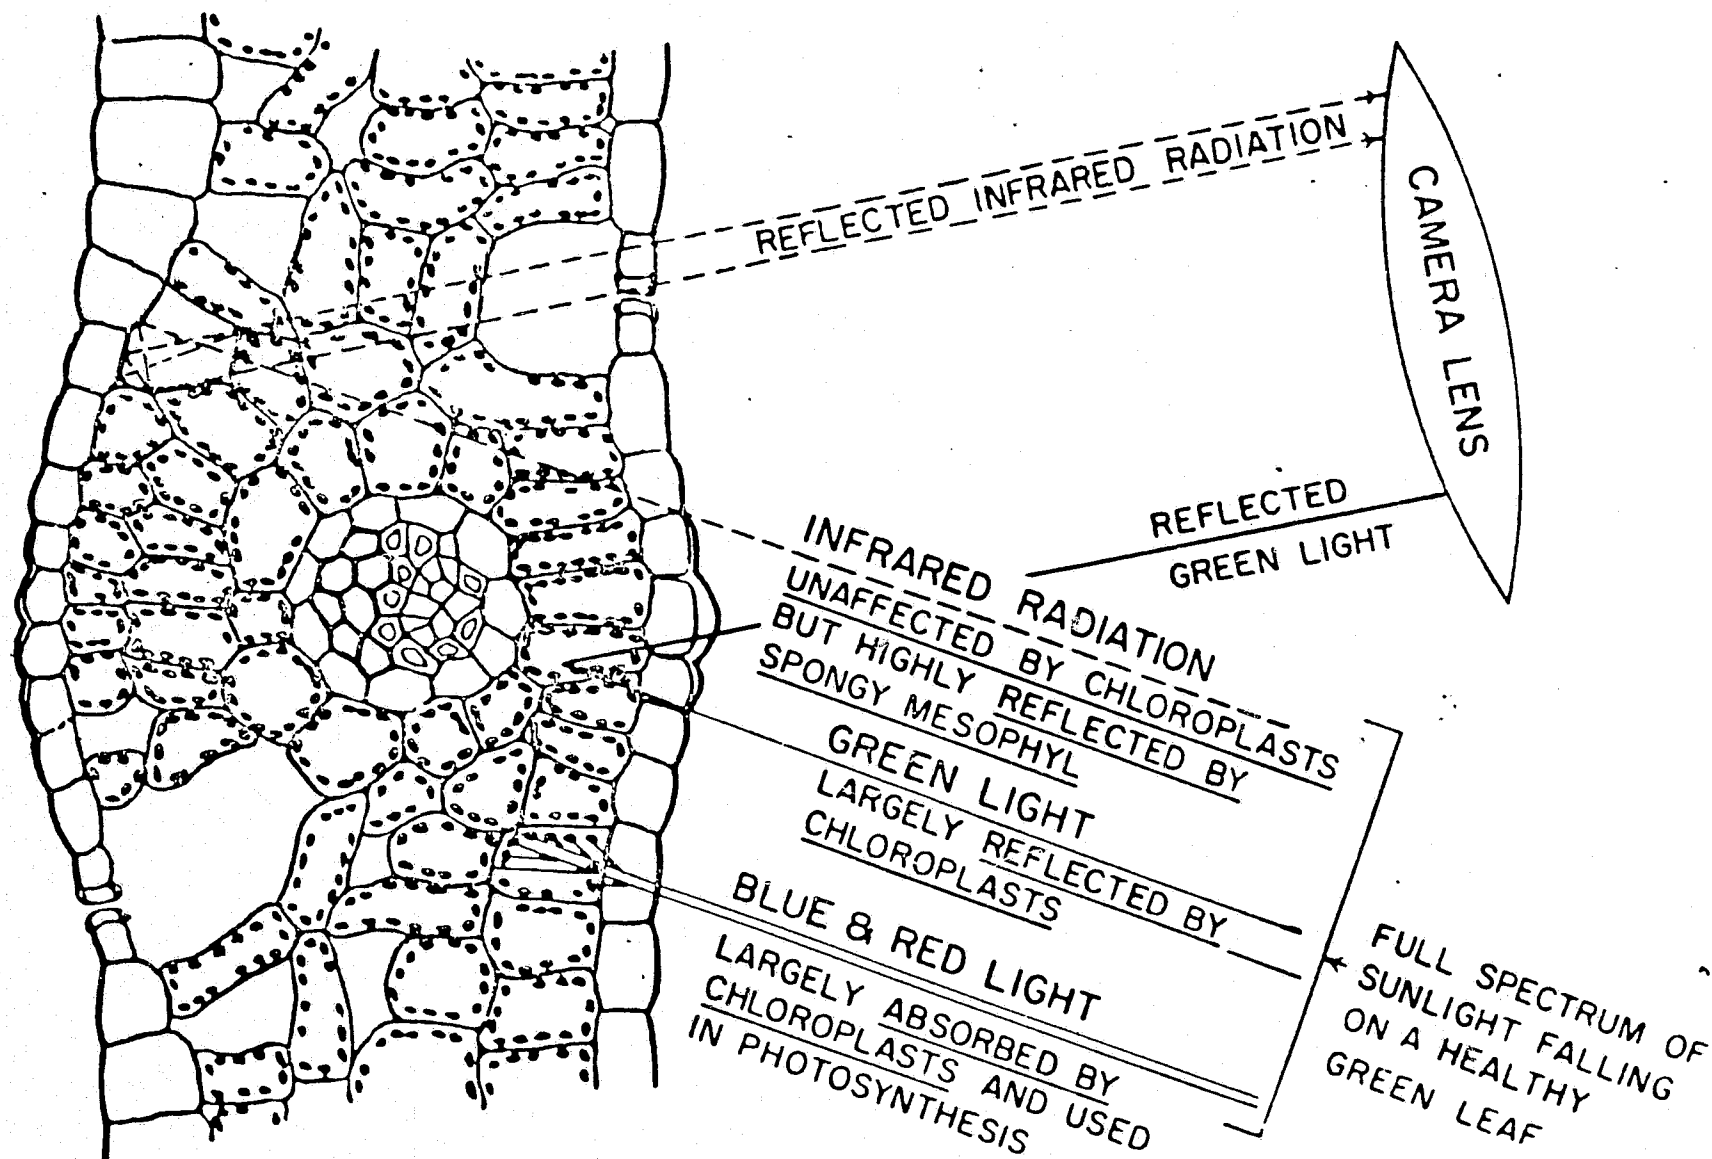 REFLECTED INFRARED RADIATION
CAMERA LENS
REFLECTED
GREEN LIGHT
INFRARED RADIATION
UNAFFECTED BY CHLOROPLASTS
BUT HIGHLY REFLECTED BY
SPONGY MESOPHYL
GREEN LIGHT
LARGELY REFLECTED BY
CHLOROPLASTS
BLUE & RED LIGHT
LARGELY ABSORBED BY
CHLOROPLASTS AND USED
IN PHOTOSYNTHESIS
FULL SPECTRUM OF
SUNLIGHT FALLING
ON A HEALTHY
GREEN LEAF